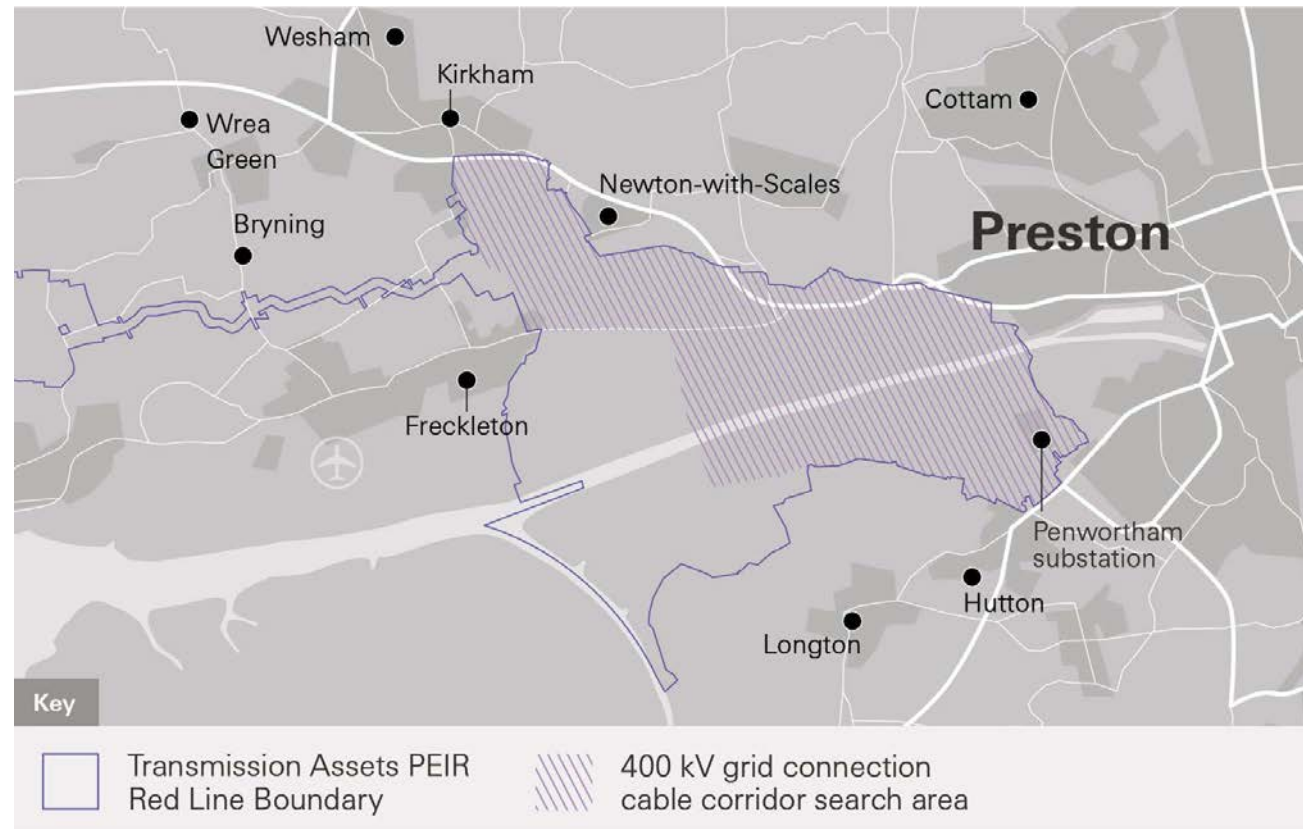 Wesham
Kirkham
Cottam
Wrea
Green
Newton-with-Scales
Bryning
Preston
Freckleton
Penwortham
substation
Hutton
Longton
Key
Transmission Assets PEIR
Red Line Boundary
400 kV grid connection
cable corridor search area